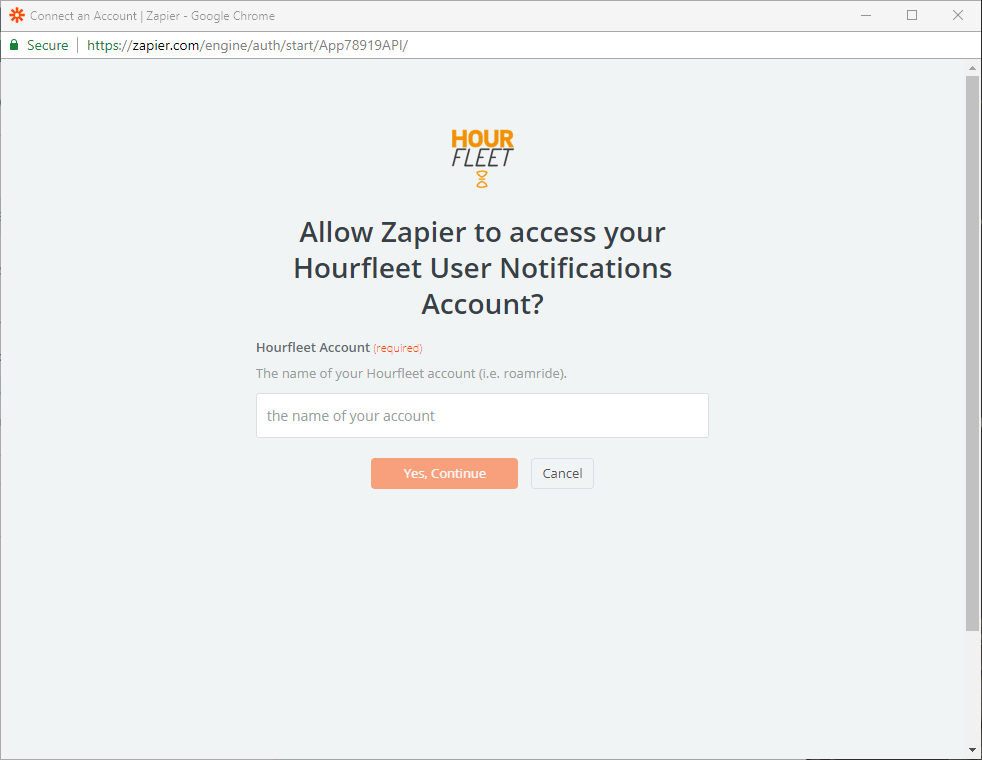 Connect an Account | Zapier - Google Chrome
Secure | https://zapier.com/engine/auth/start/App78919API/
HOUR
FLEET
Allow Zapier to access your
Hourfleet User Notifications
Account?
Hourfleet Account (required)
The name of your Hourfleet account (i.e. roamride).
the name of your account
Yes, Continue
Cancel